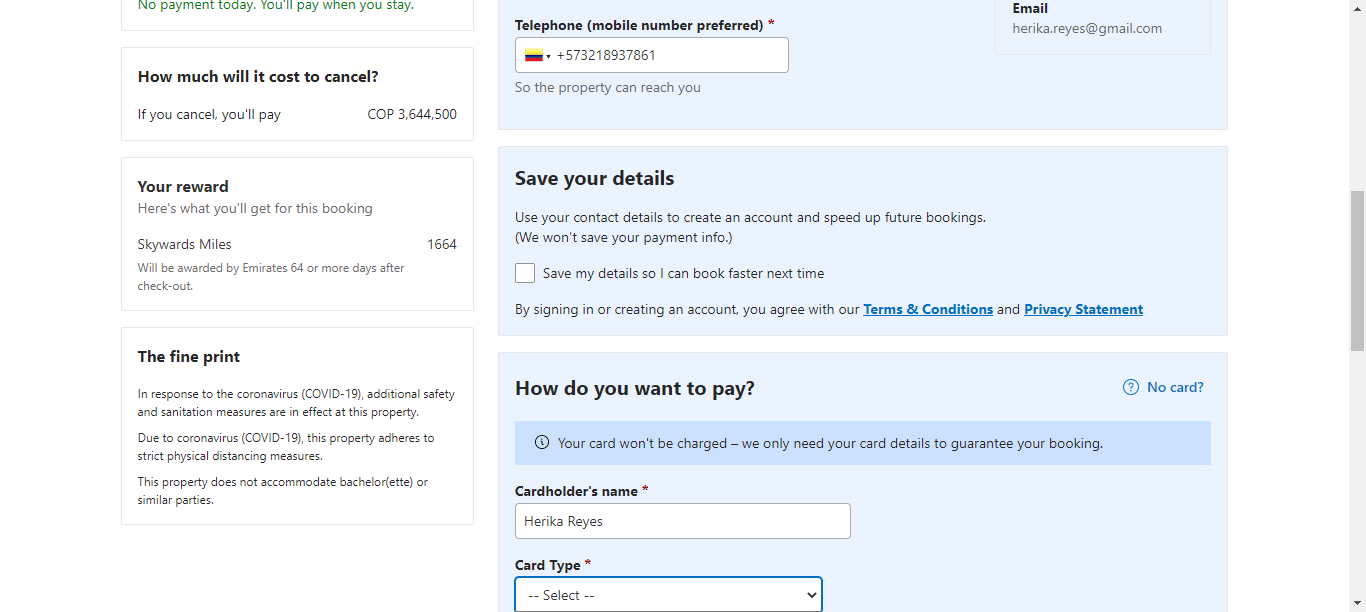 No payment today. You'll pay when you stay.
How much will it cost to cancel?
If you cancel, you'll pay COP 3,644,500
Your reward
Here's what you'll get for this booking
Skywards Miles 1664
Will be awarded by Emirates 64 or more days after
check-out.
The fine print
In response to the coronavirus (COVID-19), additional safety
and sanitation measures are in effect at this property.
Due to coronavirus (COVID-19), this property adheres to
strict physical distancing measures.
This property does not accommodate bachelor(ette) or
similar parties.
Telephone (mobile number preferred) *
+573218937861
So the property can reach you
Email
herika.reyes@gmail.com
Save your details
Use your contact details to create an account and speed up future bookings.
(We won't save your payment info.)
Save my details so I can book faster next time
By signing in or creating an account, you agree with our Terms & Conditions and Privacy Statement
How do you want to pay?
? No card?
Your card won't be charged – we only need your card details to guarantee your booking.
Cardholder's name *
Herika Reyes
Card Type *
-- Select --